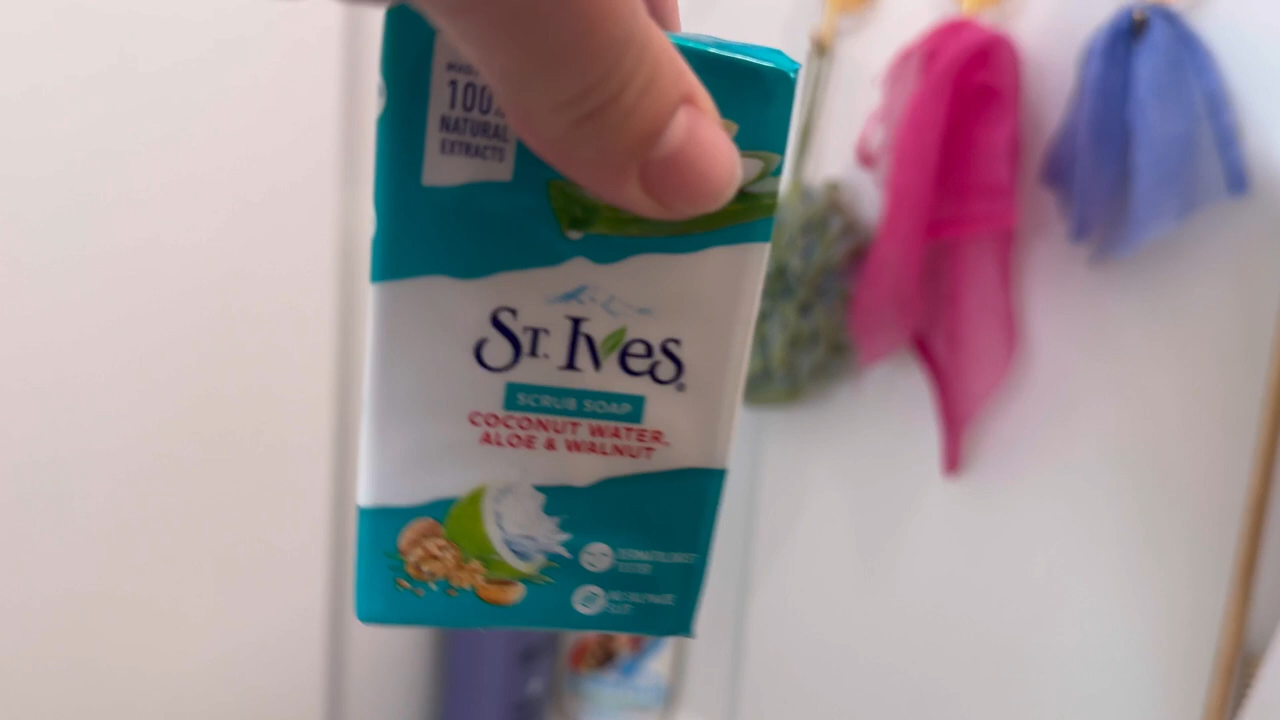 100%
NATURAL
EXTRACTS
ST. IVES
SCRUB SOAP
COCONUT WATER,
ALOE & WALNUT